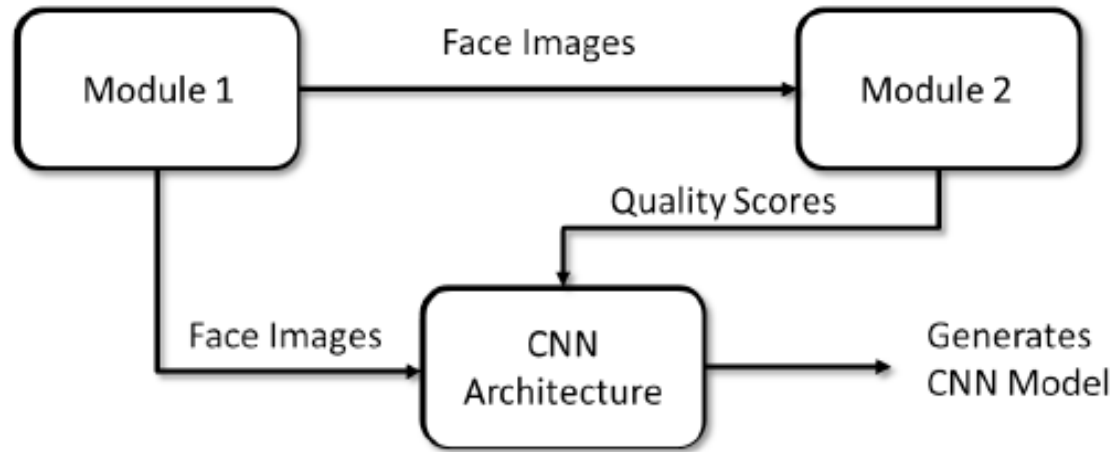 Face Images
Module 1
Module 2
Quality Scores
Face Images
CNN
Architecture
Generates
CNN Model